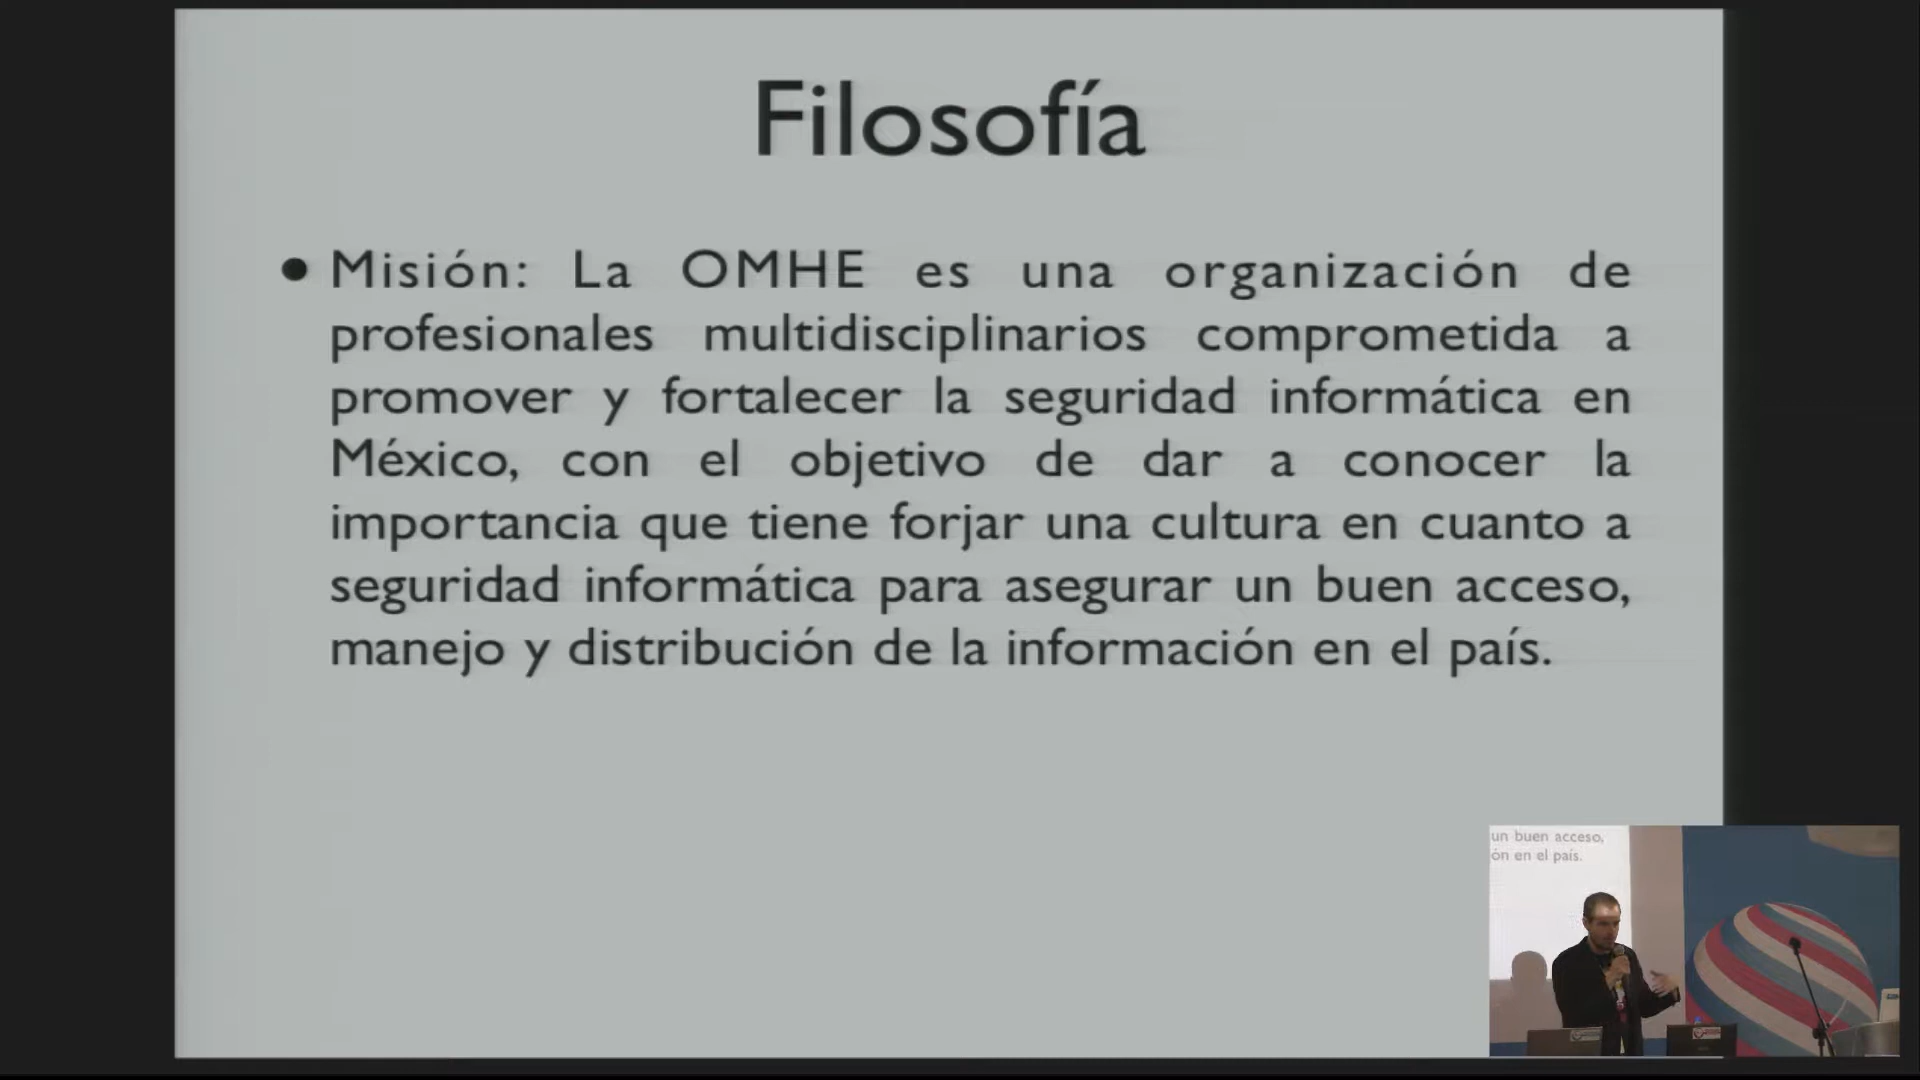 Filosofía
• Misión: La OMHE es una organización de
profesionales multidisciplinarios comprometida a
promover y fortalecer la seguridad informática en
México, con el objetivo de dar a conocer la
importancia que tiene forjar una cultura en cuanto a
seguridad informática para asegurar un buen acceso,
manejo y distribución de la información en el país.
un buen acceso,
ón en el país.